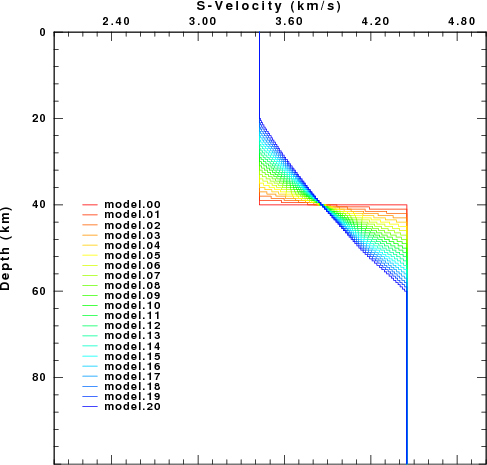 S-Velocity (km/s)
2.40 3.00 3.60 4.20 4.80
0
20
40
60
80
Depth (km)
model.00
model.01
model.02
model.03
model.04
model.05
model.06
model.07
model.08
model.09
model.10
model.11
model.12
model.13
model.14
model.15
model.16
model.17
model.18
model.19
model.20